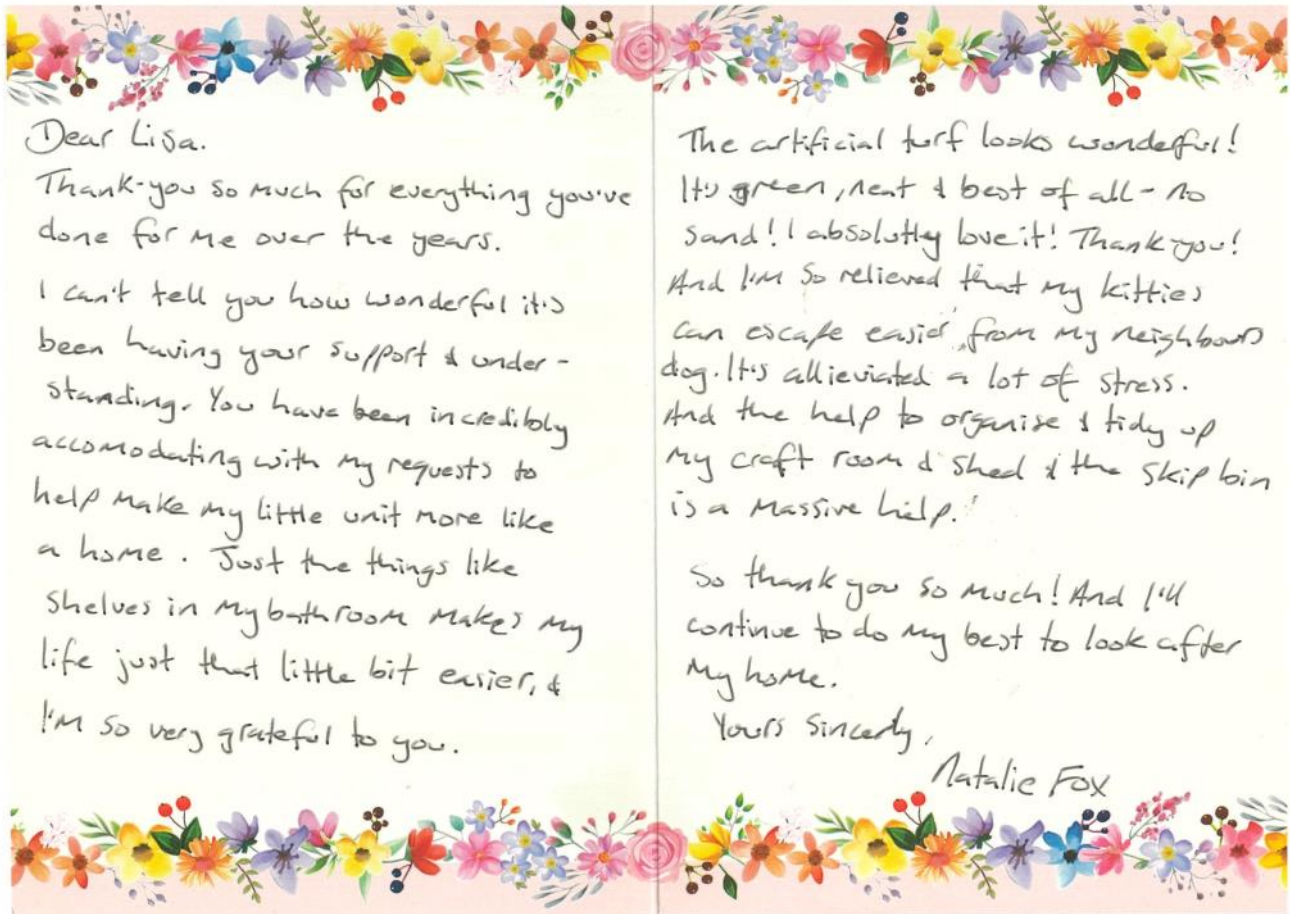 Dear Lisa.
Thank-you so much for everything you've
done for me over the years.
I can't tell you how wonderful it's
been having your support & under-
standing. You have been incredibly
accomodating with my requests to
help make my little unit more like
a home. Just the things like
shelves in my bathroom makes my
life just that little bit easier, &
I'm so very grateful to you.
The artificial turf looks wonderful!
It's green, neat & best of all - no
sand! I absolutly love it! Thank-you!
And I'm so relieved that my kitties
can escape easier from my neighbours
dog. It's allieviated a lot of stress.
And the help to organise & tidy up
my craft room & shed & the skip bin
is a massive help!
So thank you so much! And I'll
continue to do my best to look after
my home.
Yours sincerly,
Natalie Fox